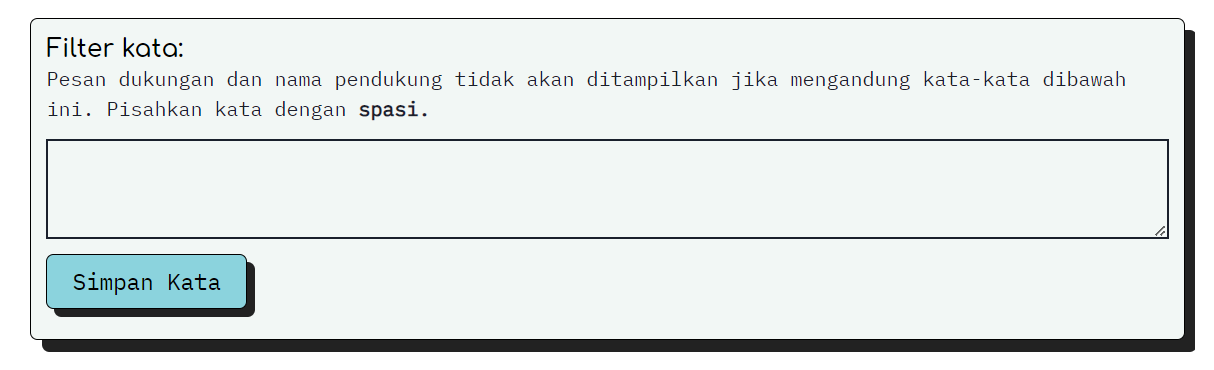 Filter kata:
Pesan dukungan dan nama pendukung tidak akan ditampilkan jika mengandung kata-kata dibawah
ini. Pisahkan kata dengan spasi.
Simpan Kata